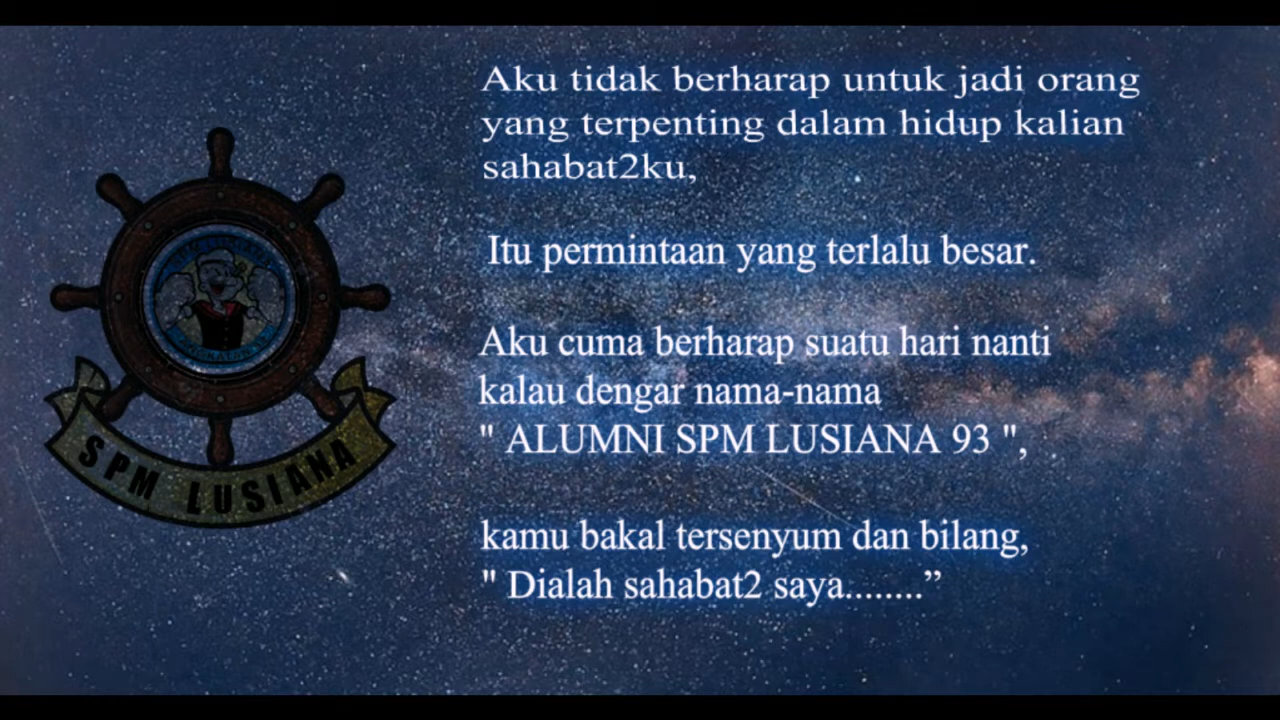 Aku tidak berharap untuk jadi orang
yang terpenting dalam hidup kalian
sahabat2ku,
Itu permintaan yang terlalu besar.
Aku cuma berharap suatu hari nanti
kalau dengar nama-nama
" ALUMNI SPM LUSIANA 93 ",
kamu bakal tersenyum dan bilang,
" Dialah sahabat2 saya........”
SPM LUSIANA